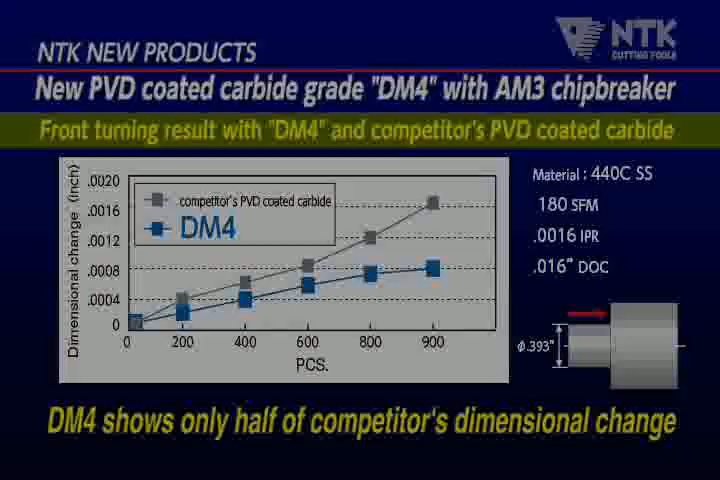 NTK
CUTTING TOOLS
NTK NEW PRODUCTS
New PVD coated carbide grade "DM4" with AM3 chipbreaker
Front turning result with "DM4" and competitor's PVD coated carbide
Dimensional change (Inch)
.0020
.0016
.0012
.0008
.0004
0
competitor's PVD coated carbide
DM4
0 200 400 600 800 900
PCS.
Material : 440C SS
180 SFM
.0016 IPR
.016" DOC
ϕ.393"
DM4 shows only half of competitor's dimensional change